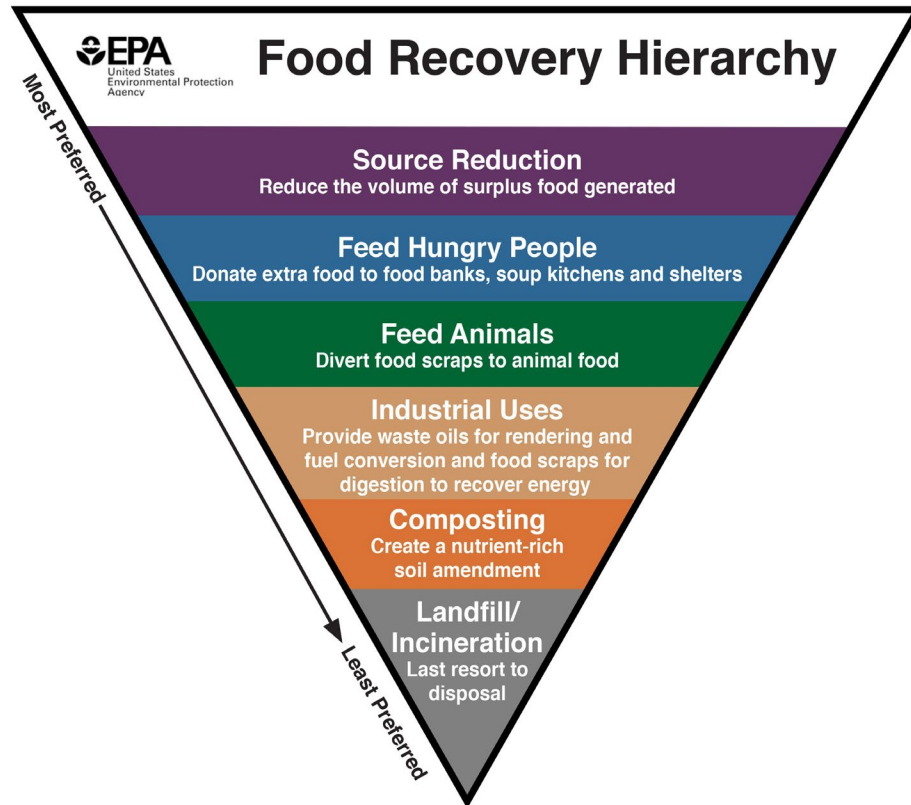 EPA
United States
Environmental Protection
Agency
Food Recovery Hierarchy
Most Preferred
Source Reduction
Reduce the volume of surplus food generated
Feed Hungry People
Donate extra food to food banks, soup kitchens and shelters
Feed Animals
Divert food scraps to animal food
Industrial Uses
Provide waste oils for rendering and
fuel conversion and food scraps for
digestion to recover energy
Composting
Create a nutrient-rich
soil amendment
Landfill/
Incineration
Last resort to
disposal
Least Preferred